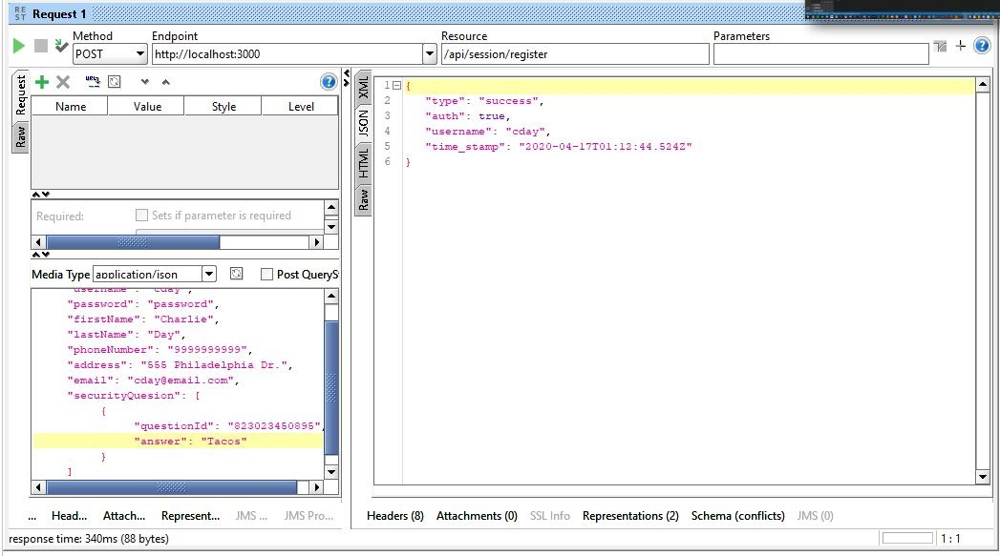 RE
ST
Request 1
Method
Endpoint
Resource
Parameters
POST
http://localhost:3000
/api/session/register
Request
Raw
URL
Name Value Style Level
Required:
Sets if parameter is required
Media Type application/json Post QueryS
"username": "cday",
"password": "password",
"firstName": "Charlie",
"lastName": "Day",
"phoneNumber": "9999999999",
"address": "555 Philadelphia Dr.",
"email": "cday@email.com",
"securityQuesion": [
{
"questionId": "823023450895",
"answer": "Tacos"
}
]
... Head... Attach... Represent... JMS ... JMS Pro...
XML
JSON
HTML
Raw
1 {
2 "type": "success",
3 "auth": true,
4 "username": "cday",
5 "time_stamp": "2020-04-17T01:12:44.524Z"
6 }
Headers (8) Attachments (0) SSL Info Representations (2) Schema (conflicts) JMS (0)
response time: 340ms (88 bytes)
1 : 1